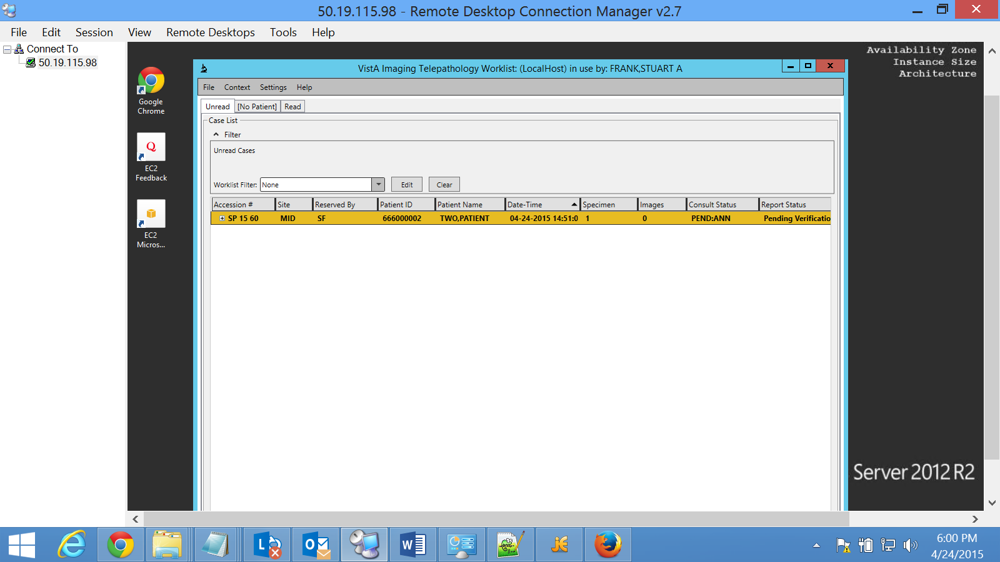 50.19.115.98 - Remote Desktop Connection Manager v2.7
File Edit Session View Remote Desktops Tools Help
Connect To
50.19.115.98
Availability Zone
Instance Size
Architecture
Google
Chrome
EC2
Feedback
EC2
Micros...
VistA Imaging Telepathology Worklist: (LocalHost) in use by: FRANK,STUART A
File Context Settings Help
Unread [No Patient] Read
Case List
Filter
Unread Cases
Worklist Filter: None Edit Clear
Accession # Site Reserved By Patient ID Patient Name Date-Time Specimen Images Consult Status Report Status
SP 15 60 MID SF 666000002 TWO,PATIENT 04-24-2015 14:51:0 1 0 PEND:ANN Pending Verificatio
Server 2012 R2
6:00 PM
4/24/2015